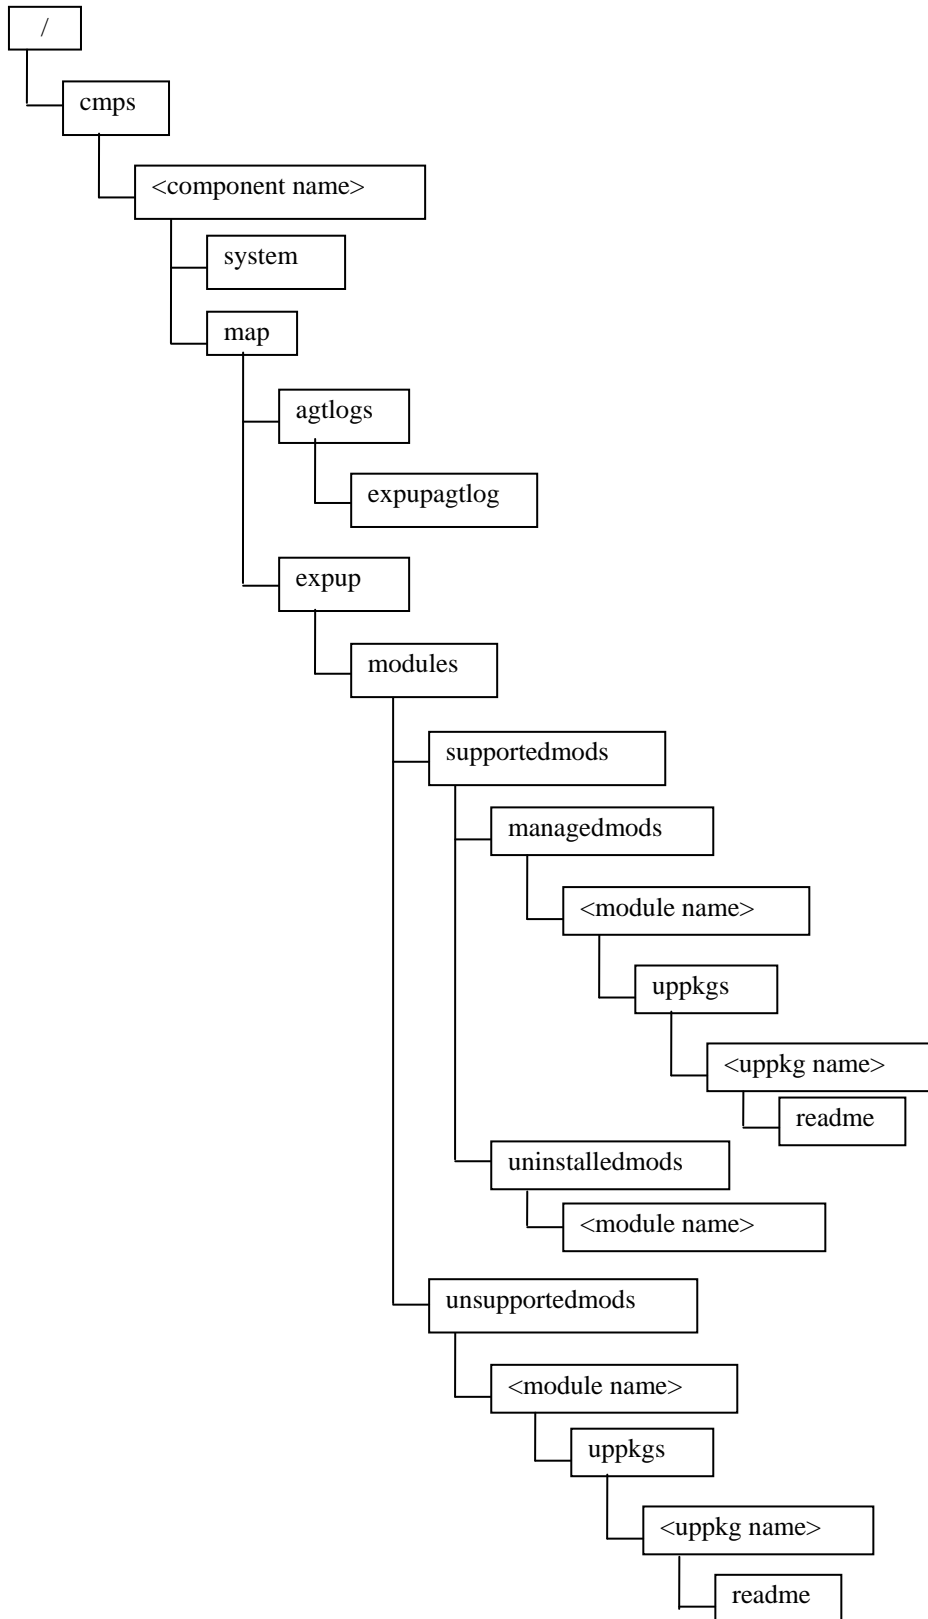 /
cmps
<component name>
system
map
agtlogs
expupagtlog
expup
modules
supportedmods
managedmods
<module name>
uppkgs
<uppkg name>
readme
uninstalledmods
<module name>
unsupportedmods
<module name>
uppkgs
<uppkg name>
readme